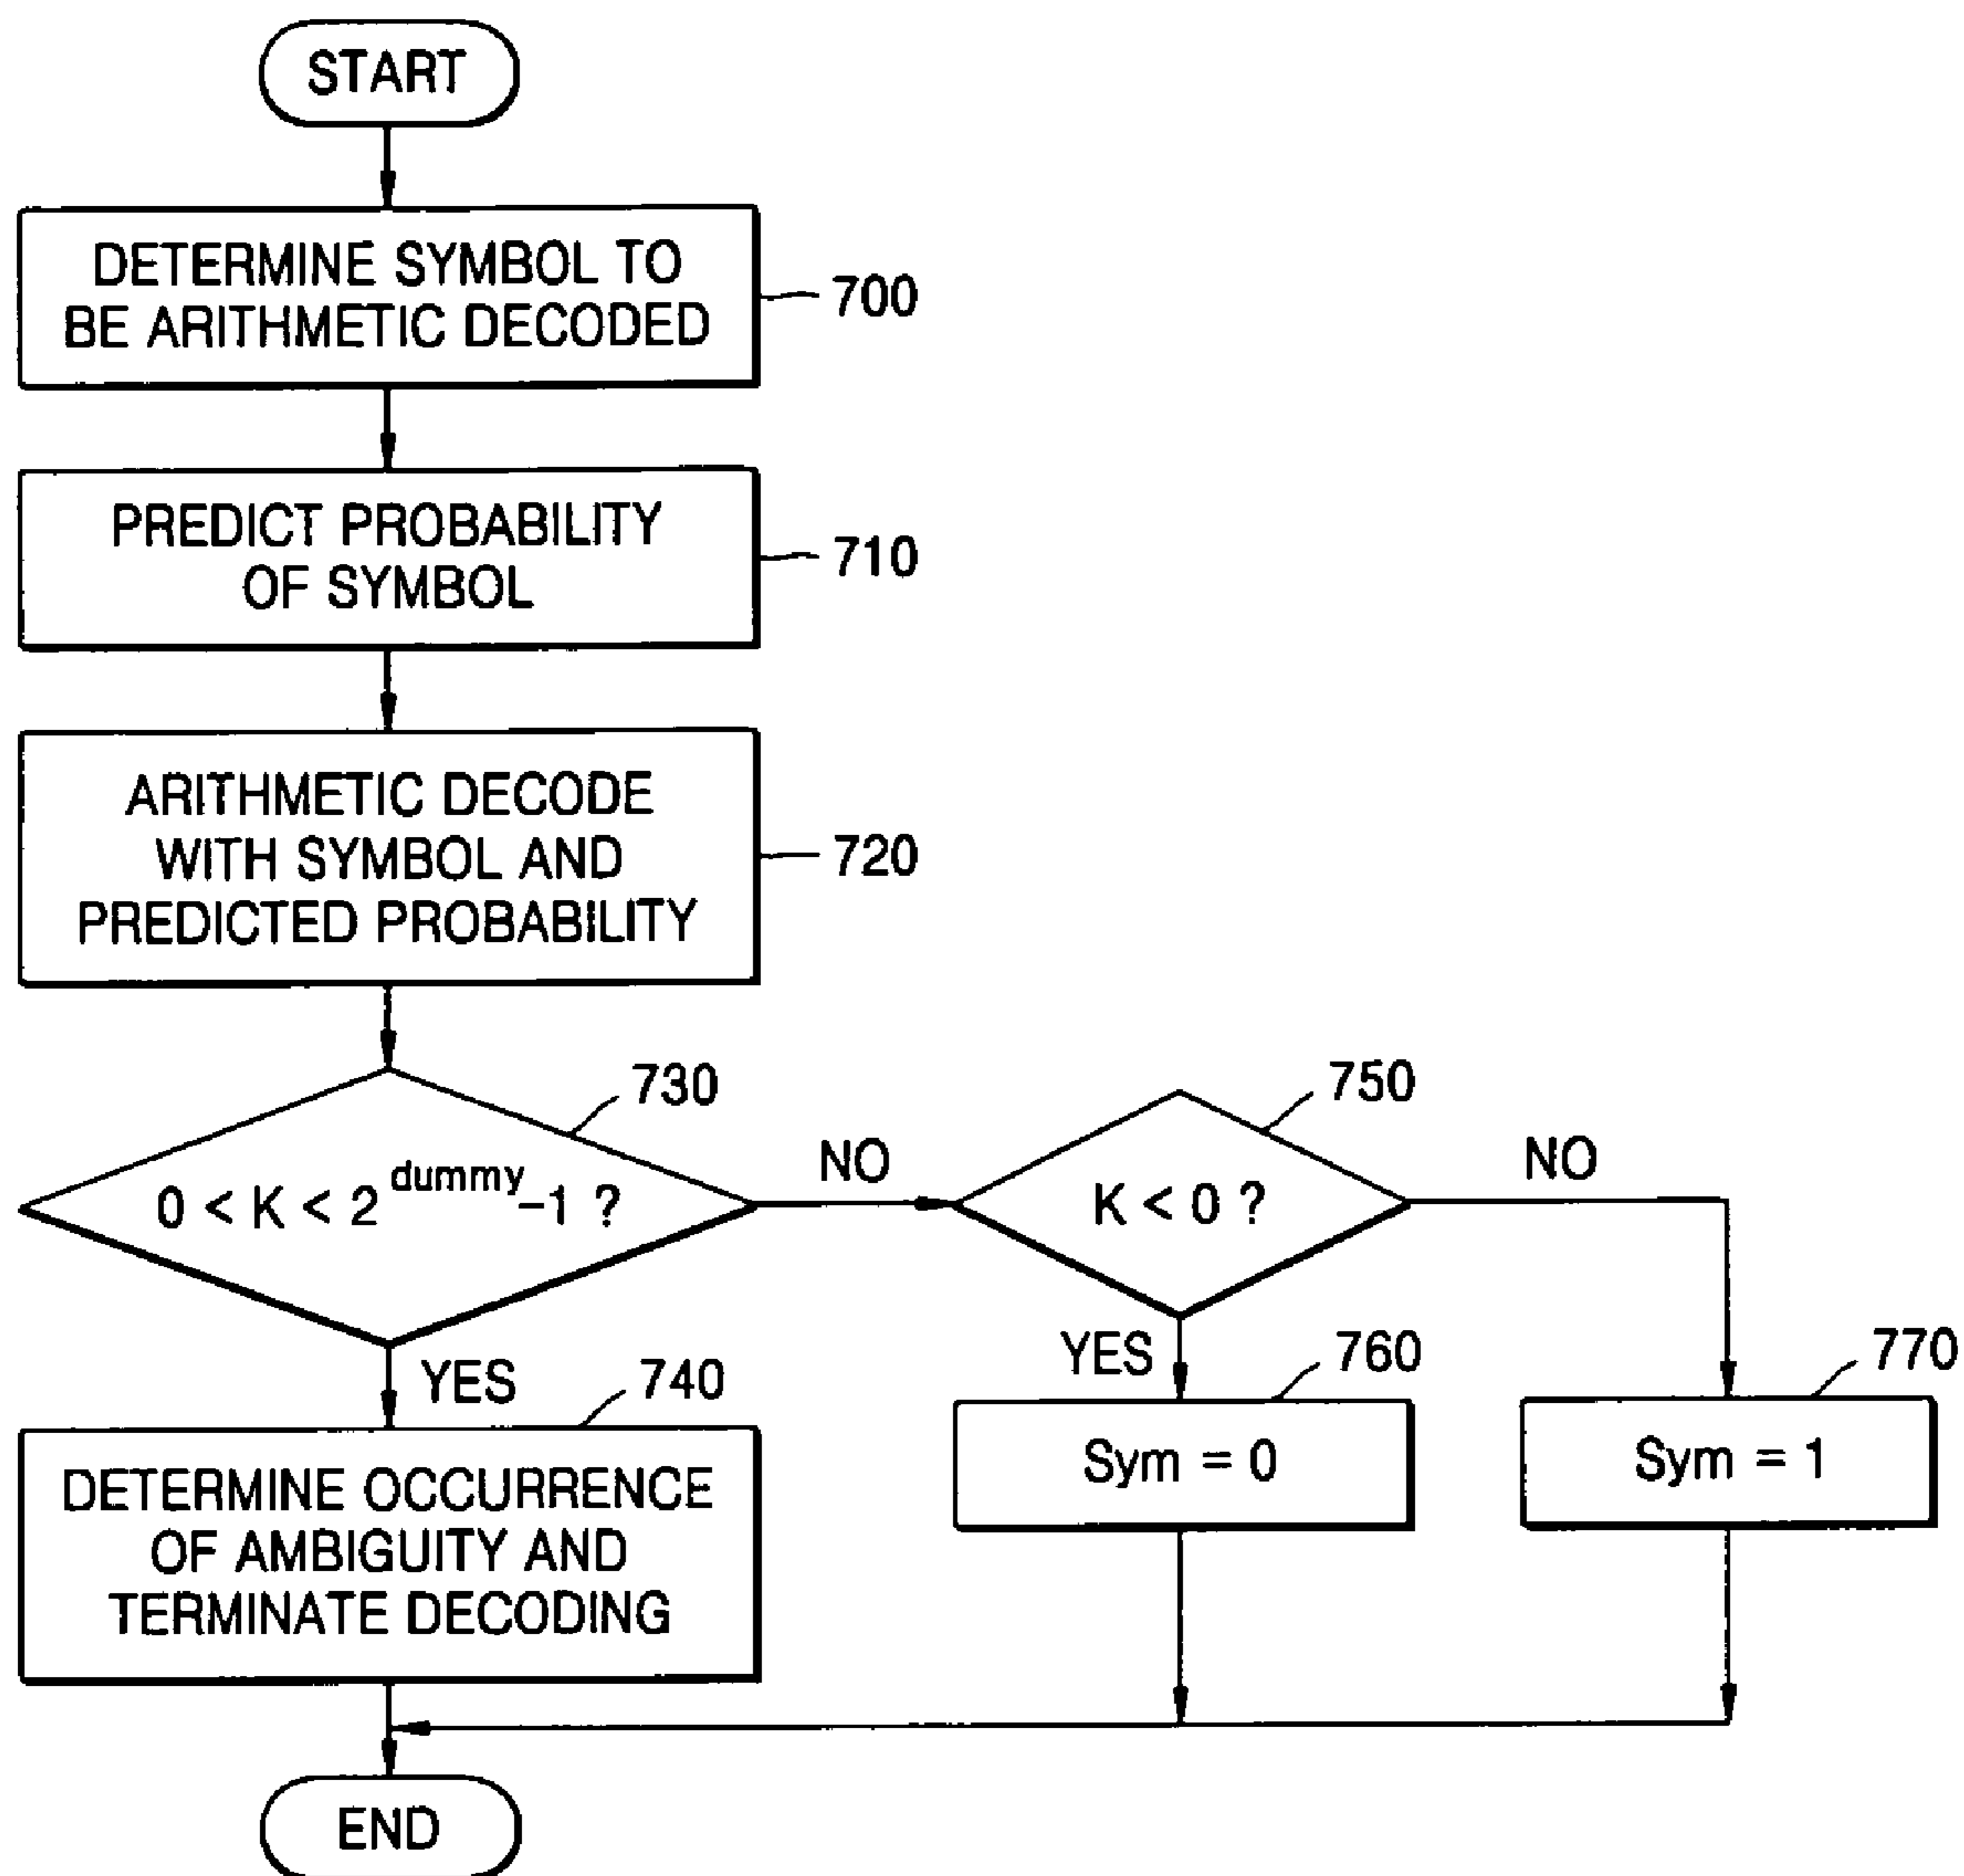 START
DETERMINE SYMBOL TO
BE ARITHMETIC DECODED
700
PREDICT PROBABILITY
OF SYMBOL
710
ARITHMETIC DECODE
WITH SYMBOL AND
PREDICTED PROBABILITY
720
730
0 < K < 2^dummy-1 ?
NO
750
K < 0 ?
NO
YES
740
DETERMINE OCCURRENCE
OF AMBIGUITY AND
TERMINATE DECODING
YES
760
Sym = 0
770
Sym = 1
END